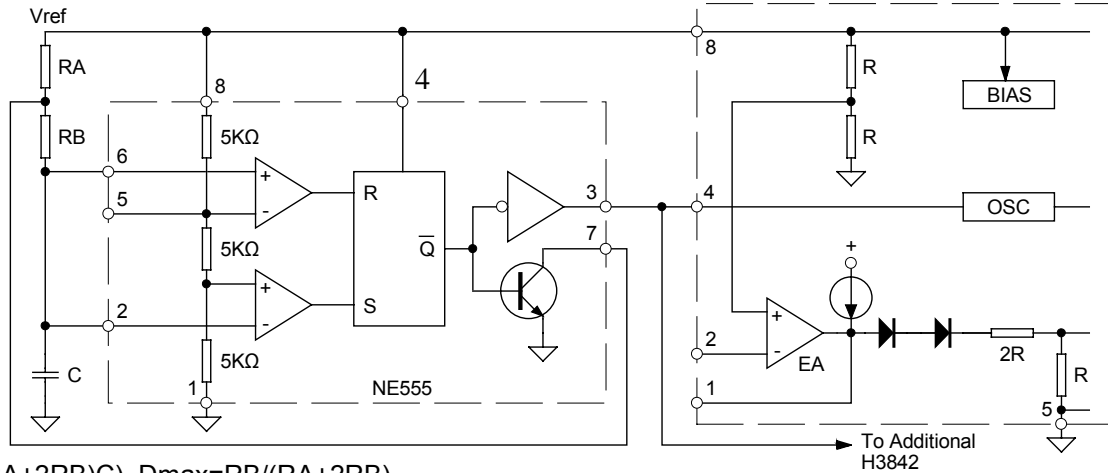 Vref
RA
RB
8
4
8
R
R
BIAS
5KΩ
6
5
+
-
R
3
4
OSC
7
5KΩ
Q
+
-
S
+
2
2
+
-
EA
2R
R
C
5KΩ
1
NE555
1
5
To Additional
H3842
A+2RB)C), Dmax=RB/(RA+2RB)